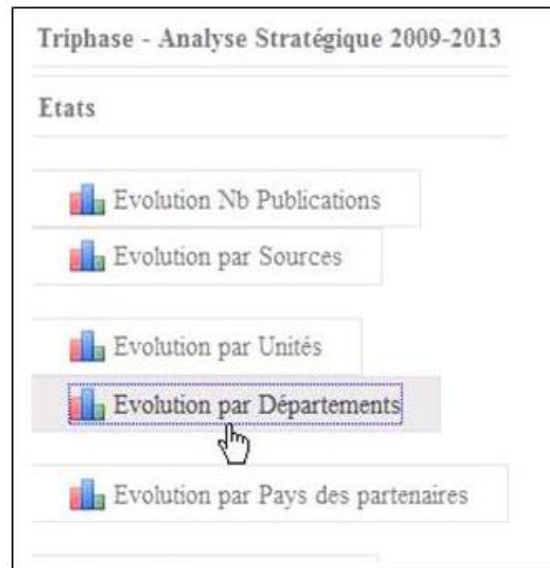 Triphase - Analyse Stratégique 2009-2013
Etats
Evolution Nb Publications
Evolution par Sources
Evolution par Unités
Evolution par Départements
Evolution par Pays des partenaires